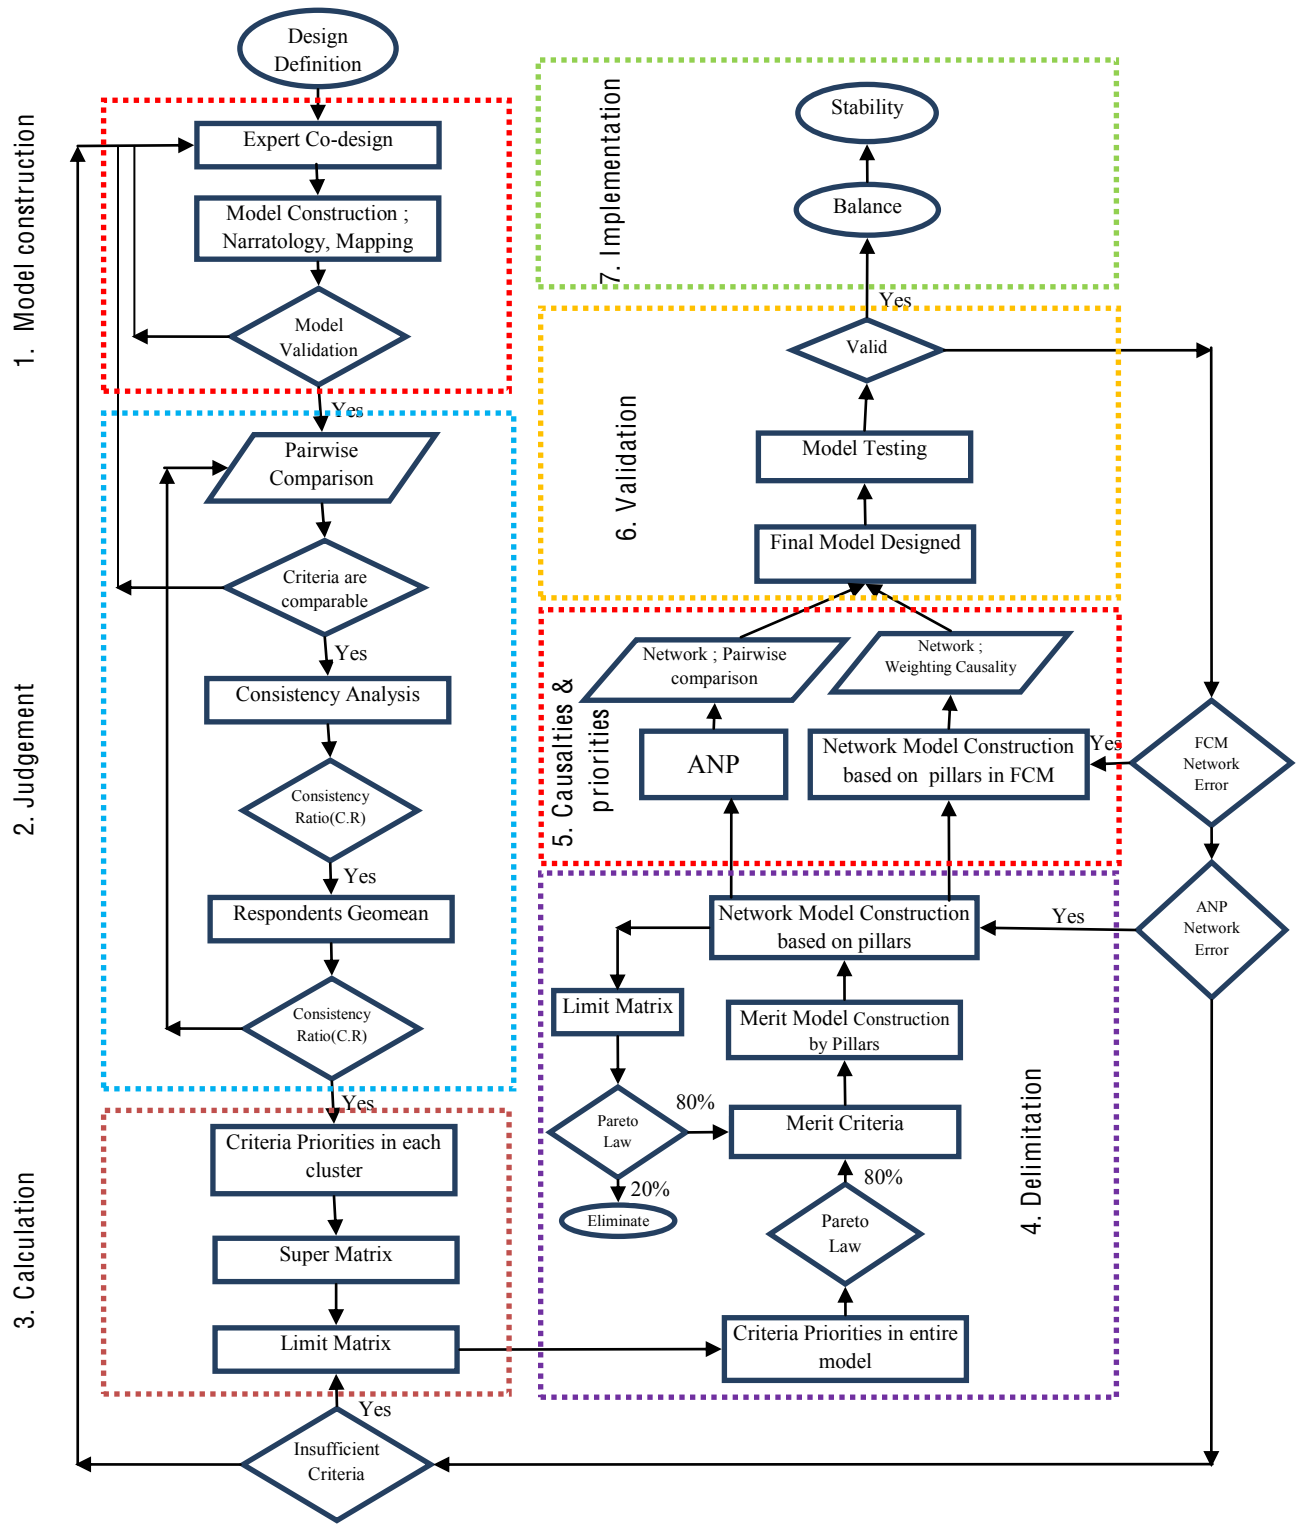 Design
Definition
1. Model construction
Expert Co-design
Model Construction ;
Narratology, Mapping
Model
Validation
Yes
2. Judgement
Pairwise
Comparison
Criteria are
comparable
Yes
Consistency Analysis
Consistency
Ratio(C.R)
Yes
Respondents Geomean
Consistency
Ratio(C.R)
Yes
3. Calculation
Criteria Priorities in each
cluster
Super Matrix
Limit Matrix
Yes
Insufficient
Criteria
7. Implementation
Stability
Balance
Yes
6. Validation
Valid
Model Testing
Final Model Designed
5. Causalties &
priorities
Network ; Pairwise
comparison
Network ;
Weighting Causality
ANP
Network Model Construction
based on pillars in FCM
Yes
FCM
Network
Error
4. Delimitation
Network Model Construction
based on pillars
Yes
ANP
Network
Error
Limit Matrix
Merit Model Construction
by Pillars
Pareto
Law
80%
Merit Criteria
20%
Eliminate
80%
Pareto
Law
Criteria Priorities in entire
model